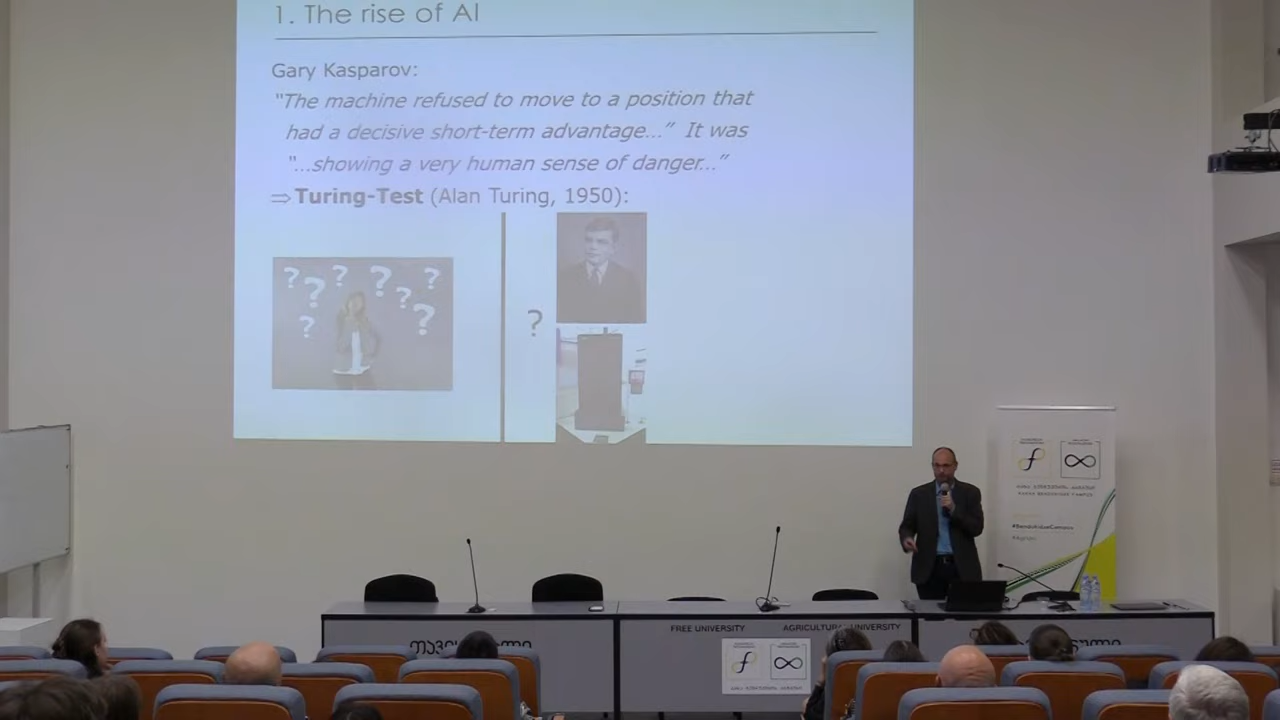 1. The rise of AI
Gary Kasparov:
"The machine refused to move to a position that
had a decisive short-term advantage…" It was
"…showing a very human sense of danger…"
⇒ Turing-Test (Alan Turing, 1950):
? ? ? ? ? ? ? ?
?
FREE UNIVERSITY
AGRICULTURAL UNIVERSITY